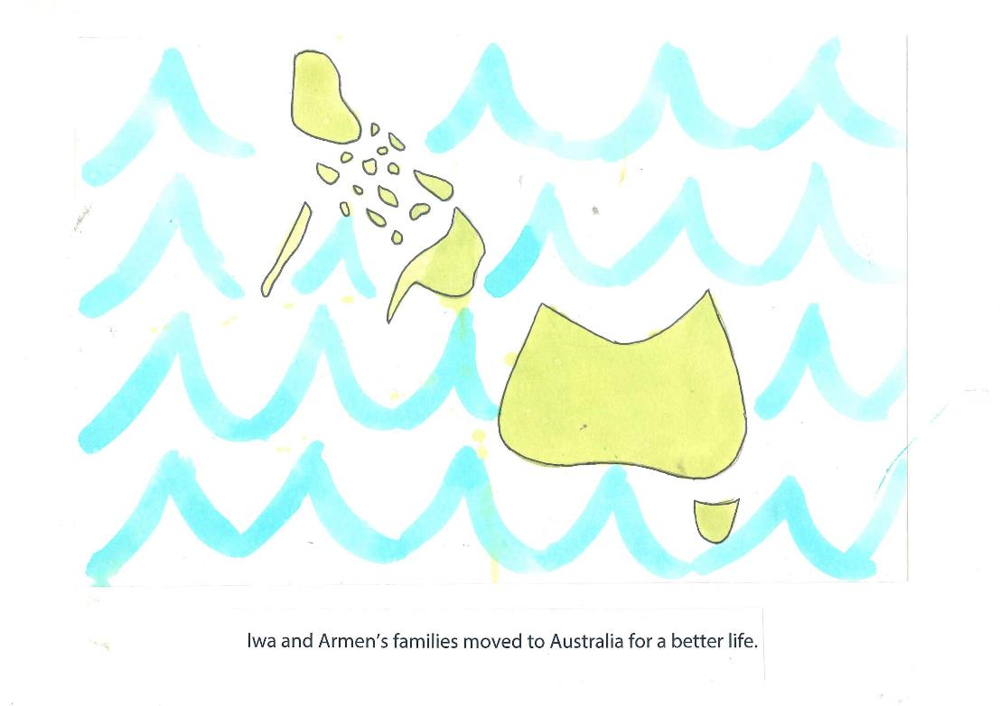 Iwa and Armen's families moved to Australia for a better life.